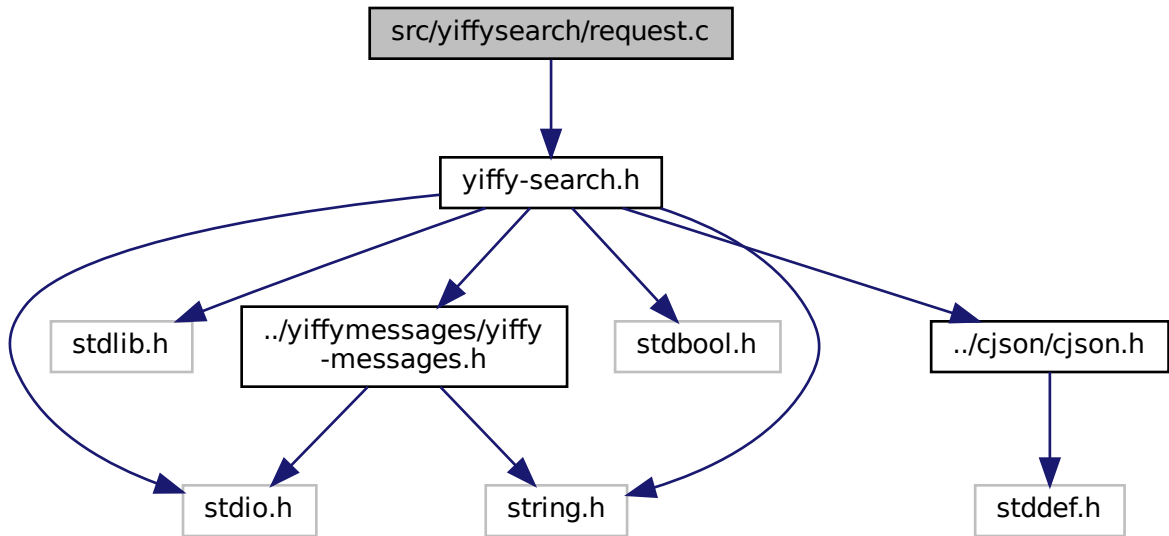 src/yiffysearch/request.c
yiffy-search.h
stdlib.h
../yiffymessages/yiffy
-messages.h
stdbool.h
../cjson/cjson.h
stdio.h
string.h
stddef.h